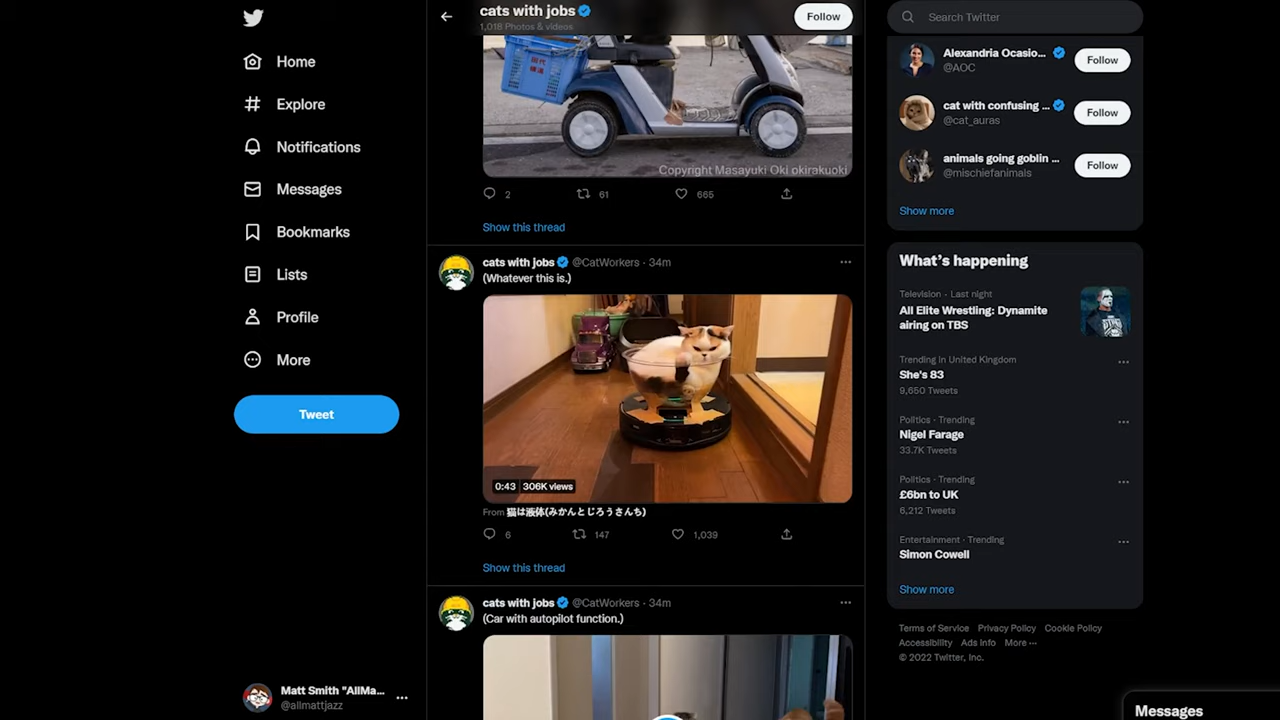 Home
Explore
Notifications
Messages
Bookmarks
Lists
Profile
More
Tweet
Matt Smith "AllMa...
@allmattjazz
cats with jobs
1,018 Photos & videos
Follow
Copyright Masayuki Oki okirakuoki
2
61
665
Show this thread
cats with jobs @CatWorkers · 34m
(Whatever this is.)
0:43 306K views
From 猫は液体(みかんとじろうさんち)
6
147
1,039
Show this thread
cats with jobs @CatWorkers · 34m
(Car with autopilot function.)
Search Twitter
Alexandria Ocasio...
@AOC
Follow
cat with confusing ...
@cat_auras
Follow
animals going goblin ...
@mischiefanimals
Follow
Show more
What's happening
Television · Last night
All Elite Wrestling: Dynamite
airing on TBS
Trending in United Kingdom
She's 83
9,650 Tweets
Politics · Trending
Nigel Farage
33.7K Tweets
Politics · Trending
£6bn to UK
6,212 Tweets
Entertainment · Trending
Simon Cowell
Show more
Terms of Service Privacy Policy Cookie Policy
Accessibility Ads info More ···
© 2022 Twitter, Inc.
Messages